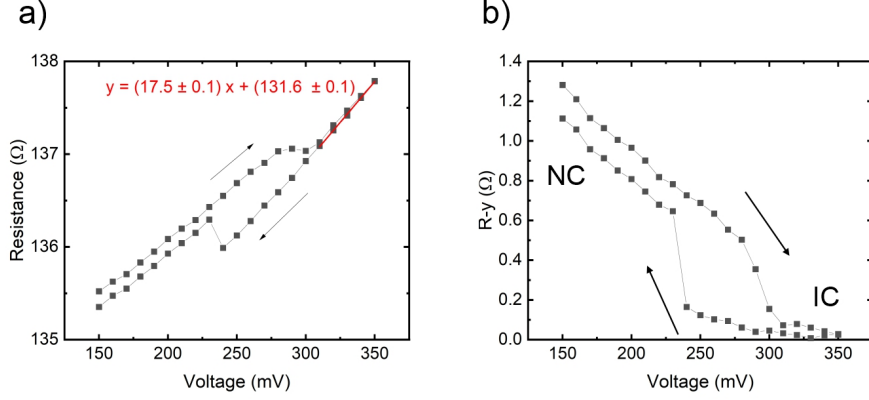 a)
138
137
136
135
Resistance (Ω)
y = (17.5 ± 0.1) x + (131.6 ± 0.1)
150 200 250 300 350
Voltage (mV)
b)
1.4
1.2
1.0
0.8
0.6
0.4
0.2
0.0
R-y (Ω)
NC
IC
150 200 250 300 350
Voltage (mV)